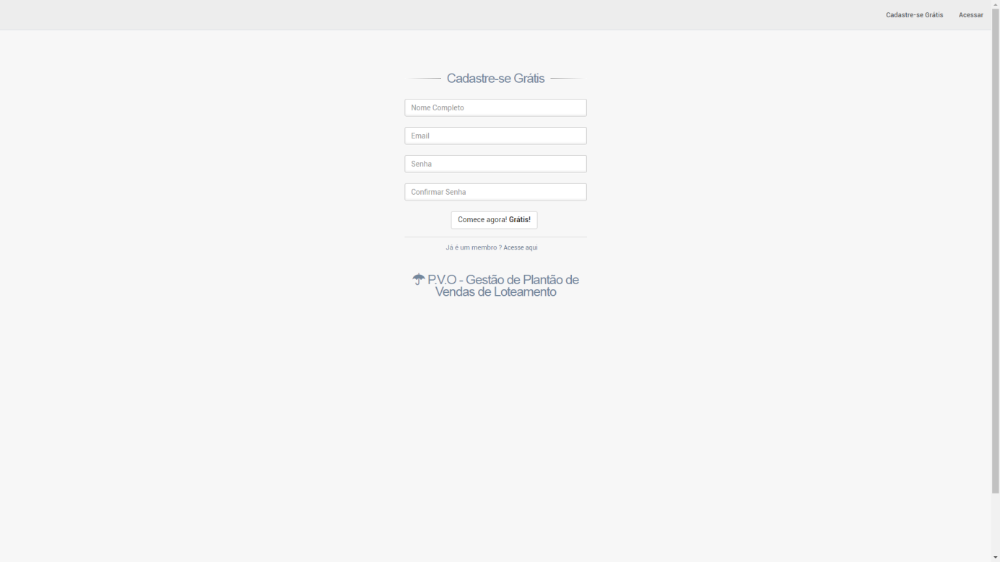 Cadastre-se Grátis
Acessar
Cadastre-se Grátis
Nome Completo
Email
Senha
Confirmar Senha
Comece agora! Grátis!
Já é um membro ? Acesse aqui
P.V.O - Gestão de Plantão de
Vendas de Loteamento